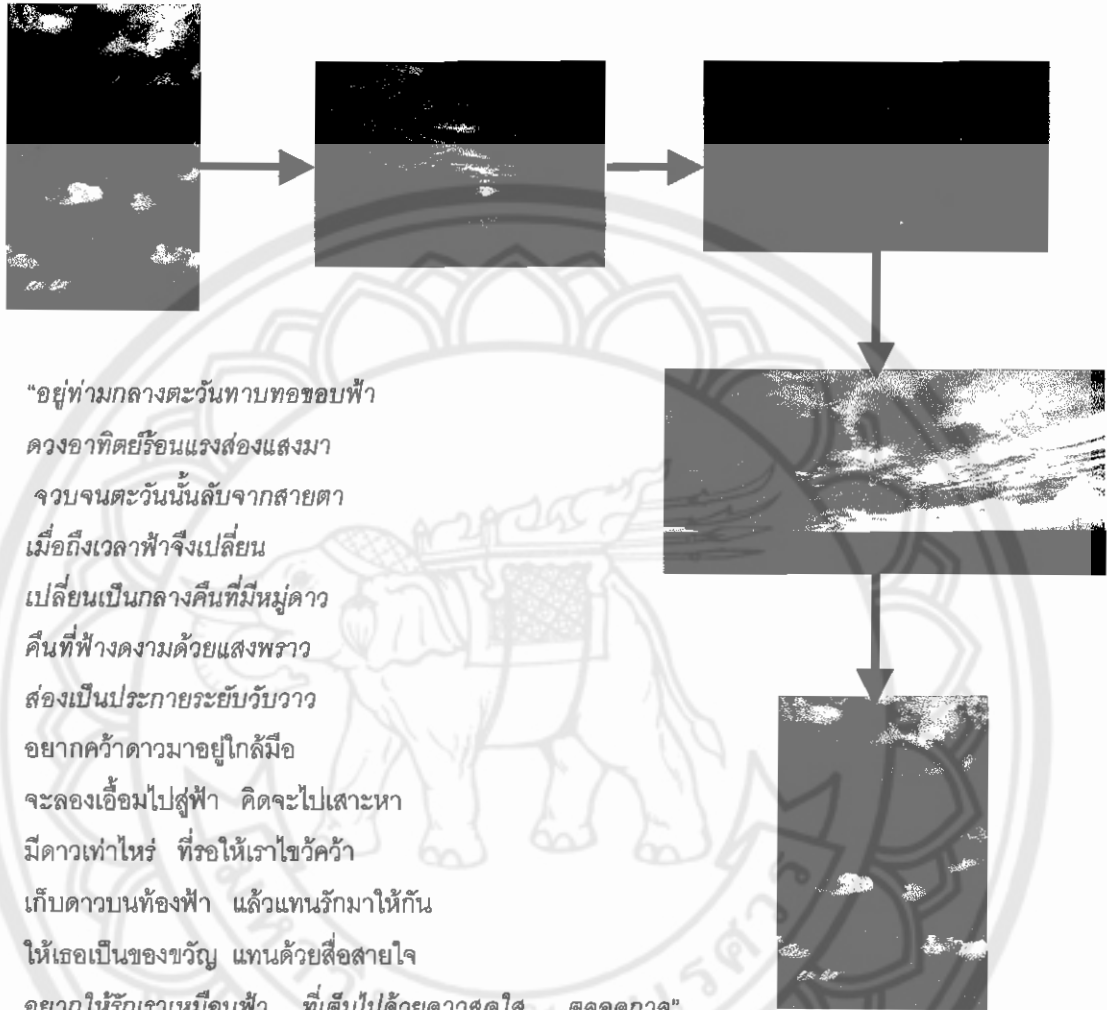 "อยู่ท่ามกลางตะวันทาบทอขอบฟ้า
ดวงอาทิตย์ร้อนแรงส่องแสงมา
จวบจนตะวันนั้นลับจากสายตา
เมื่อถึงเวลาฟ้าจึงเปลี่ยน
เปลี่ยนเป็นกลางคืนที่มีหมู่ดาว
คืนที่ฟ้างดงามด้วยแสงพราว
ส่องเป็นประกายระยับวับวาว
อยากคว้าดาวมาอยู่ใกล้มือ
จะลองเอื้อมไปสู่ฟ้า คิดจะไปเสาะหา
มีดาวเท่าไหร่ ที่รอให้เราไขว้คว้า
เก็บดาวบนท้องฟ้า แล้วแทนรักมาให้กัน
ให้เธอเป็นของขวัญ แทนด้วยสื่อสายใจ
อยากให้รักเราเหมือนฟ้า ที่เต็มไปด้วยดาวสดใส ตลอดกาล"